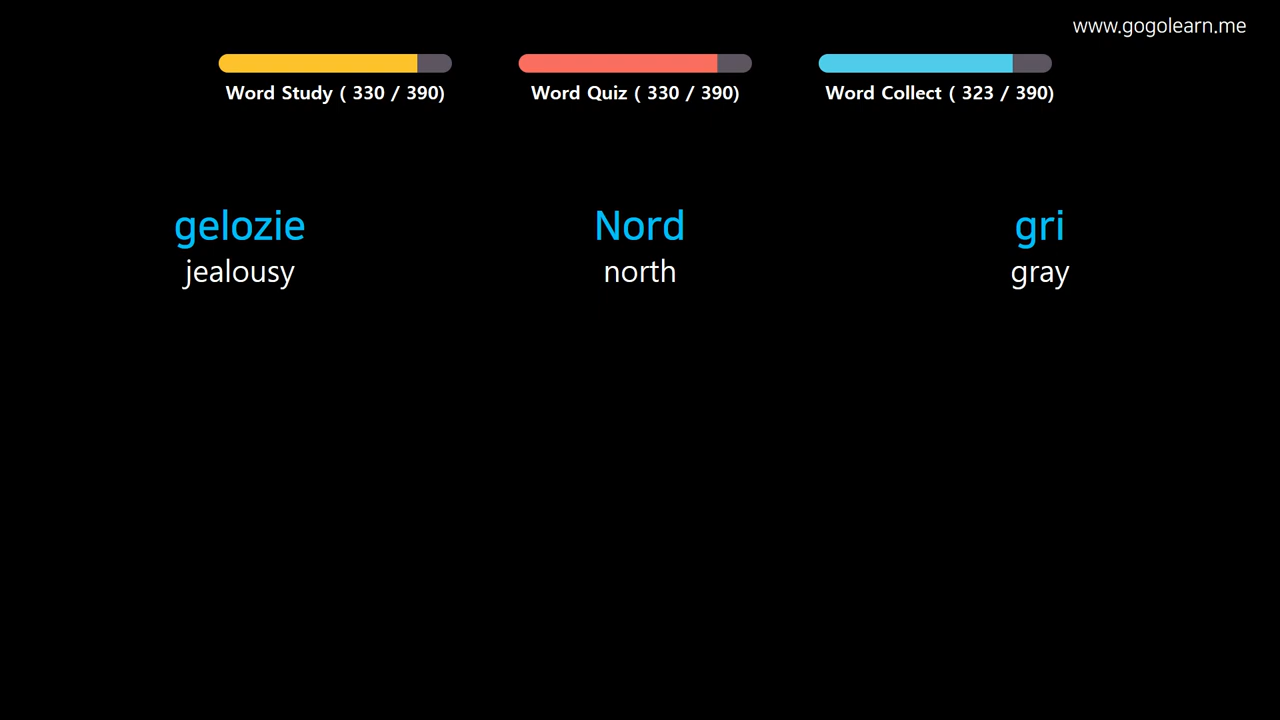 www.gogolearn.me
Word Study ( 330 / 390)
Word Quiz ( 330 / 390)
Word Collect ( 323 / 390)
gelozie
jealousy
Nord
north
gri
gray